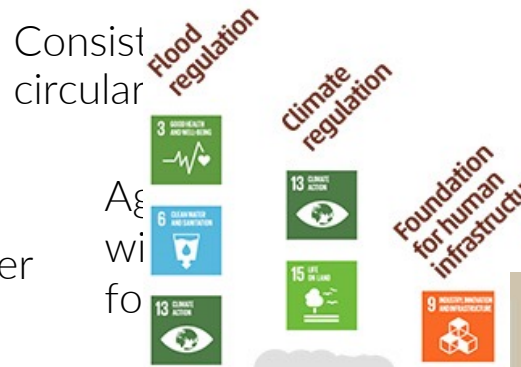 Consist
circular
Flood
regulation
3 GOOD HEALTH
AND WELL-BEING
6 CLEAN WATER
AND SANITATION
13 CLIMATE
ACTION
Ag
wi
fo
er
Climate
regulation
13 CLIMATE
ACTION
15 LIFE
ON LAND
Foundation
for human
infrastructu
9 INDUSTRY, INNOVATION
AND INFRASTRUCTURE